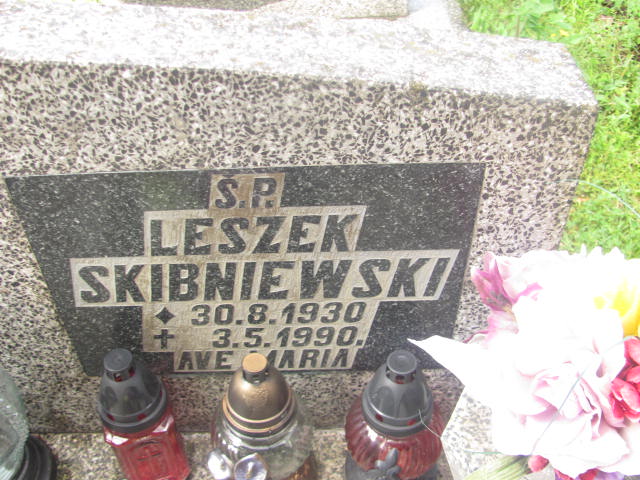 S.P.
LESZEK
SKIBNIEWSKI
✦ 30.8.1930
✝ 3.5.1990.
AVE MARIA